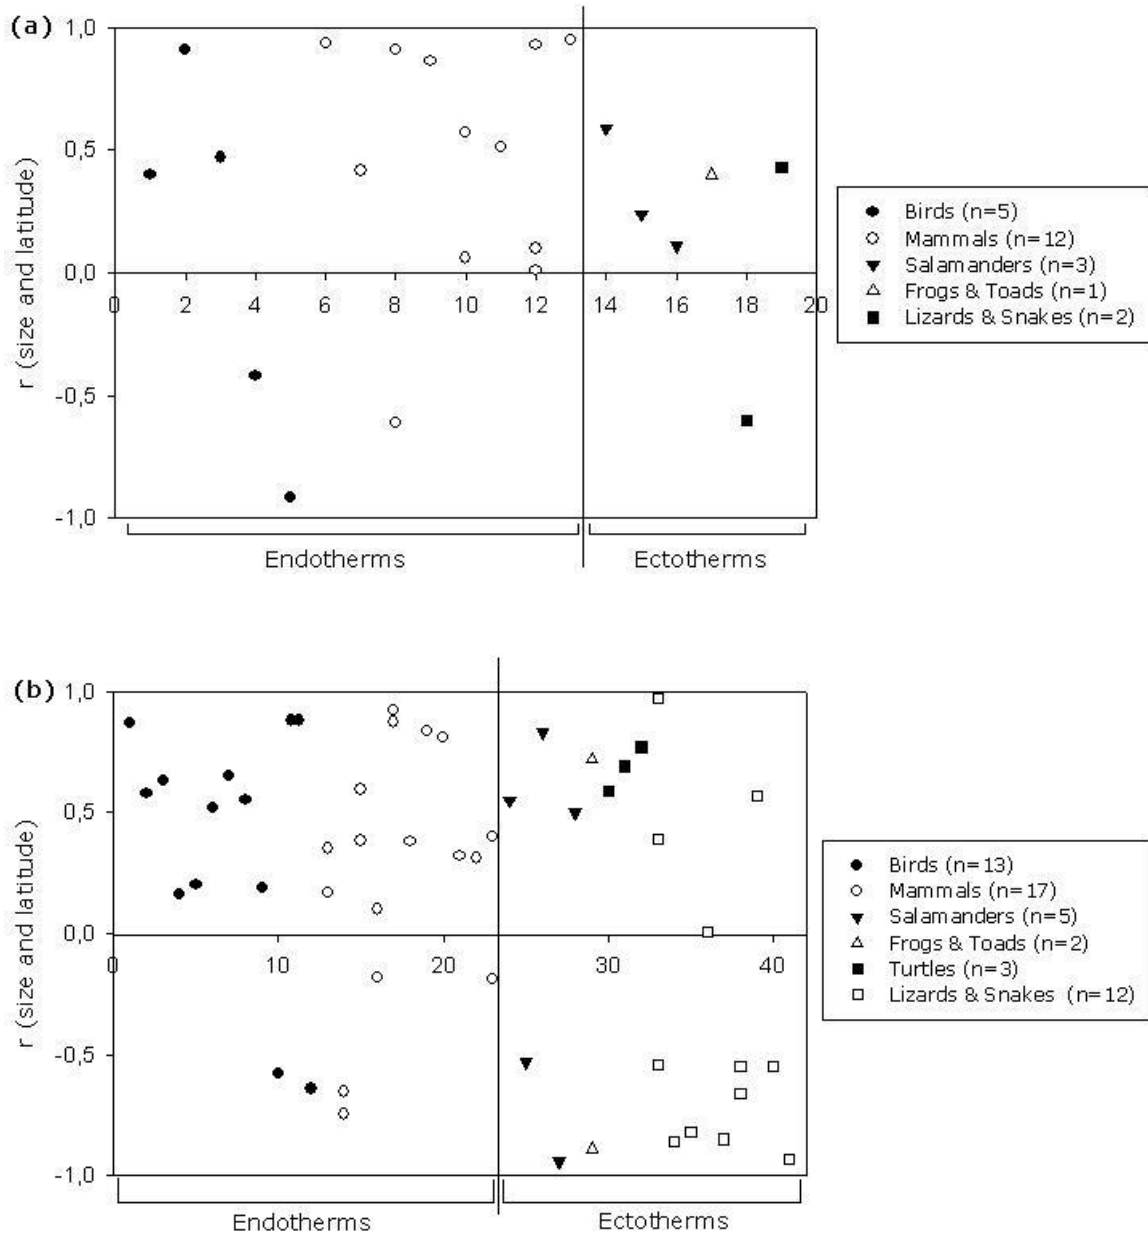 (a)
1,0
0,5
0,0
-0,5
-1,0
r (size and latitude)
0 2 4 6 8 10 12 14 16 18 20
Endotherms Ectotherms
Birds (n=5)
Mammals (n=12)
Salamanders (n=3)
Frogs & Toads (n=1)
Lizards & Snakes (n=2)
(b)
1,0
0,5
0,0
-0,5
-1,0
r (size and latitude)
0 10 20 30 40
Endotherms Ectotherms
Birds (n=13)
Mammals (n=17)
Salamanders (n=5)
Frogs & Toads (n=2)
Turtles (n=3)
Lizards & Snakes (n=12)